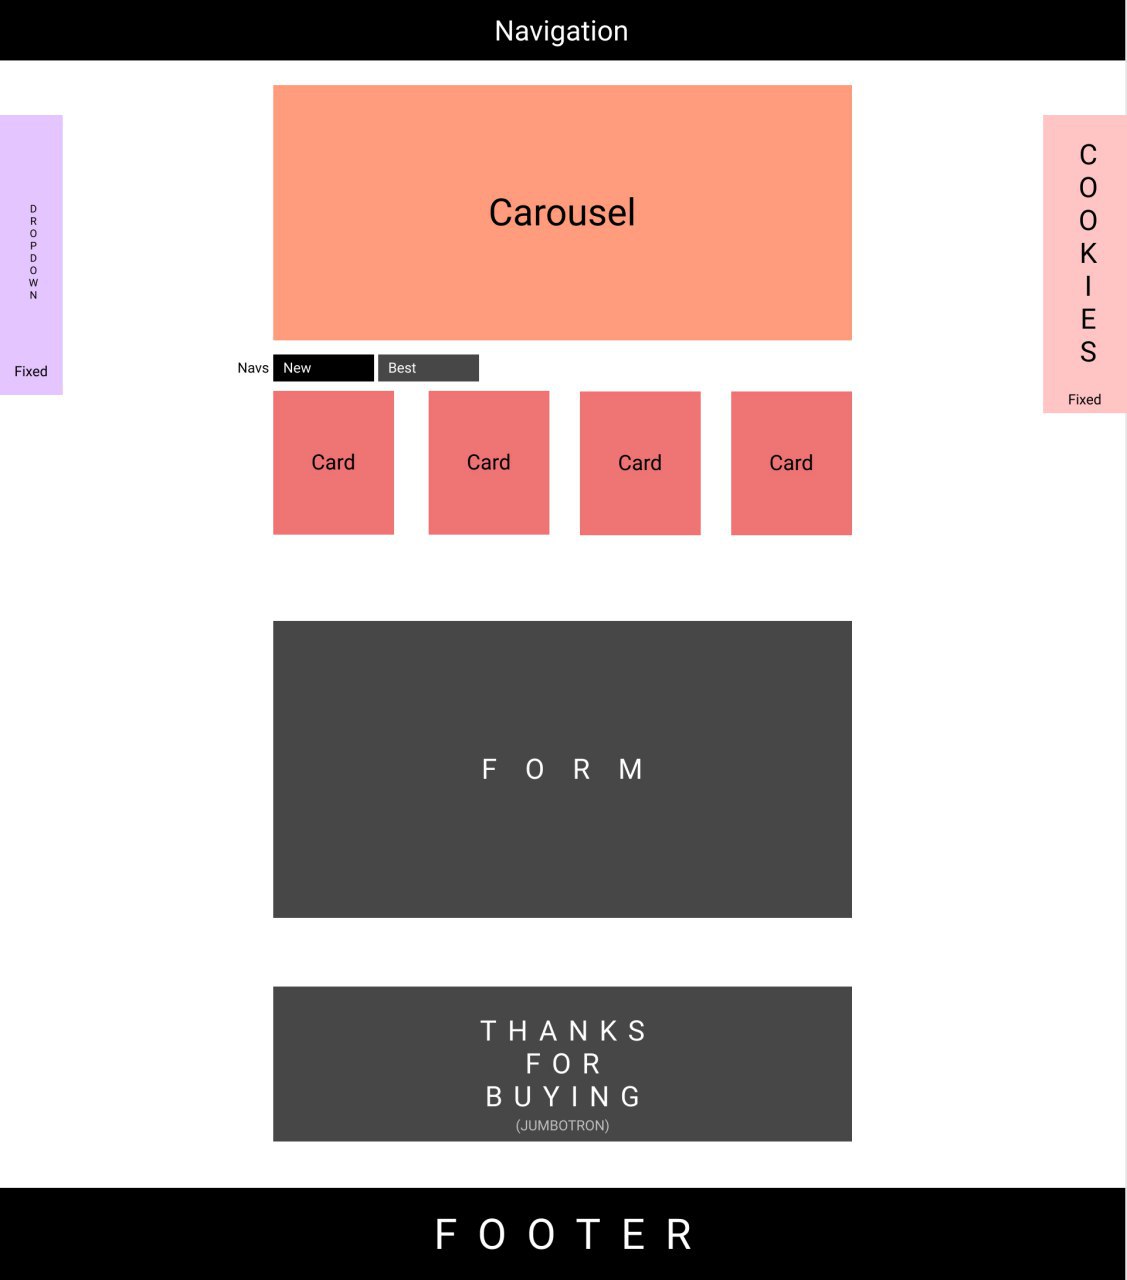 Navigation
Carousel
D
R
O
P
D
O
W
N
Fixed
C
O
O
K
I
E
S
Fixed
Navs New Best
Card Card Card Card
F O R M
T H A N K S
F O R
B U Y I N G
(JUMBOTRON)
F O O T E R